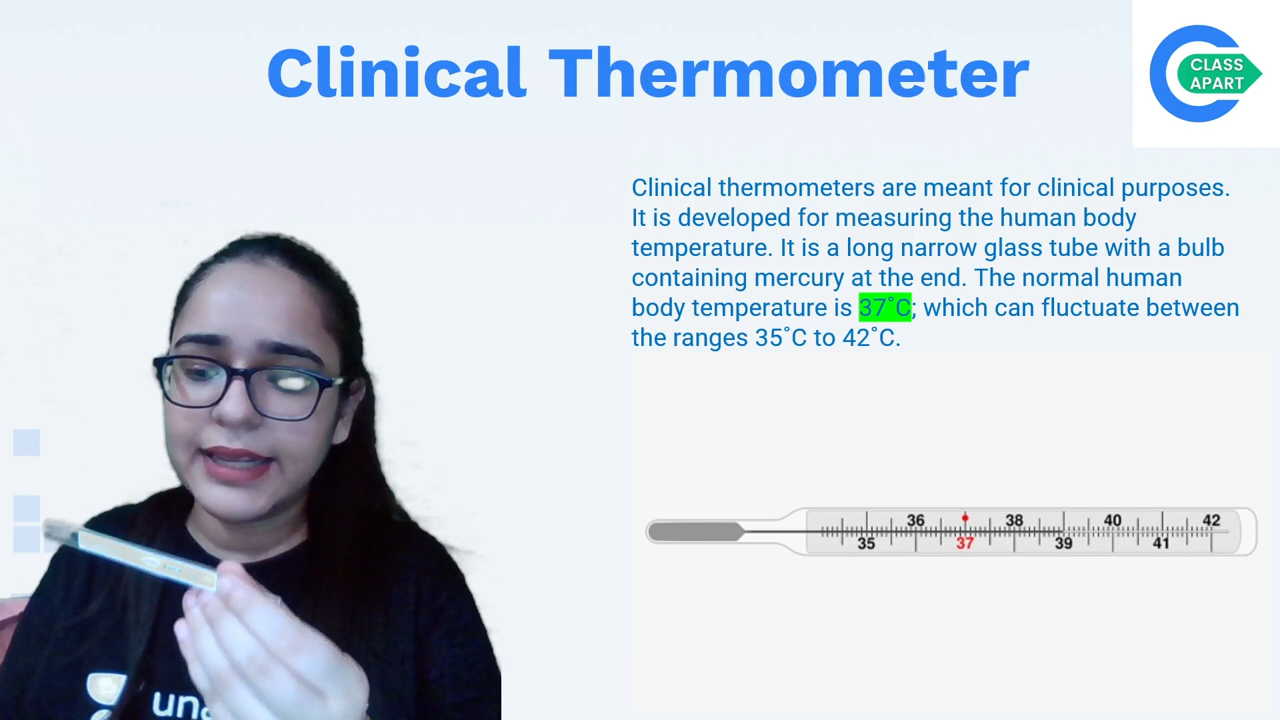 Clinical Thermometer
CLASS
APART
Clinical thermometers are meant for clinical purposes.
It is developed for measuring the human body
temperature. It is a long narrow glass tube with a bulb
containing mercury at the end. The normal human
body temperature is 37˚C; which can fluctuate between
the ranges 35˚C to 42˚C.
36 38 40 42
35 37 39 41
una